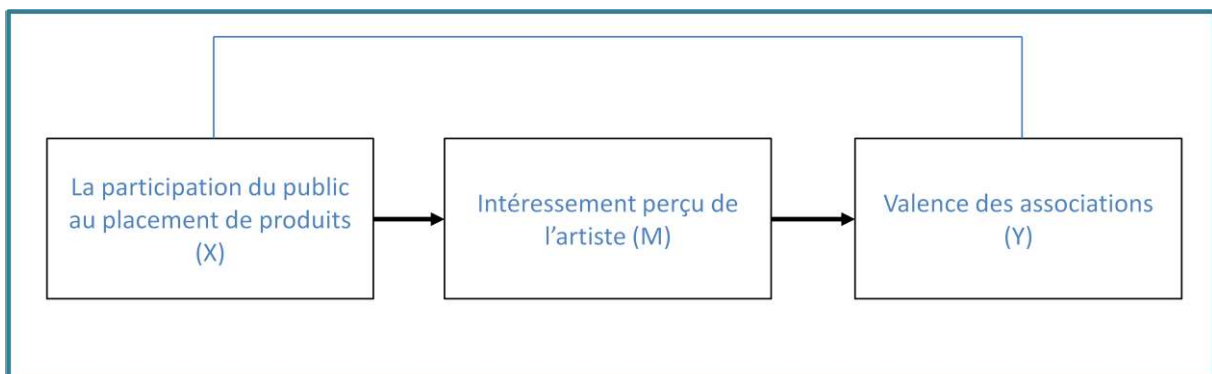 La participation du public
au placement de produits
(X)
Intéressement perçu de
l’artiste (M)
Valence des associations
(Y)